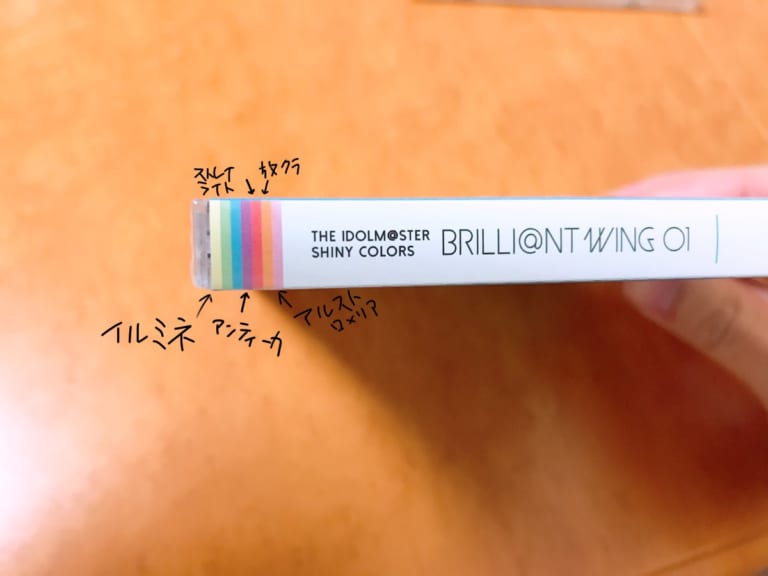 ストレイ
ライト
放クラ
THE IDOLM@STER
SHINY COLORS
BRILLI@NT WING 01
イルミネ
アンティーカ
アルスト
ロメリア